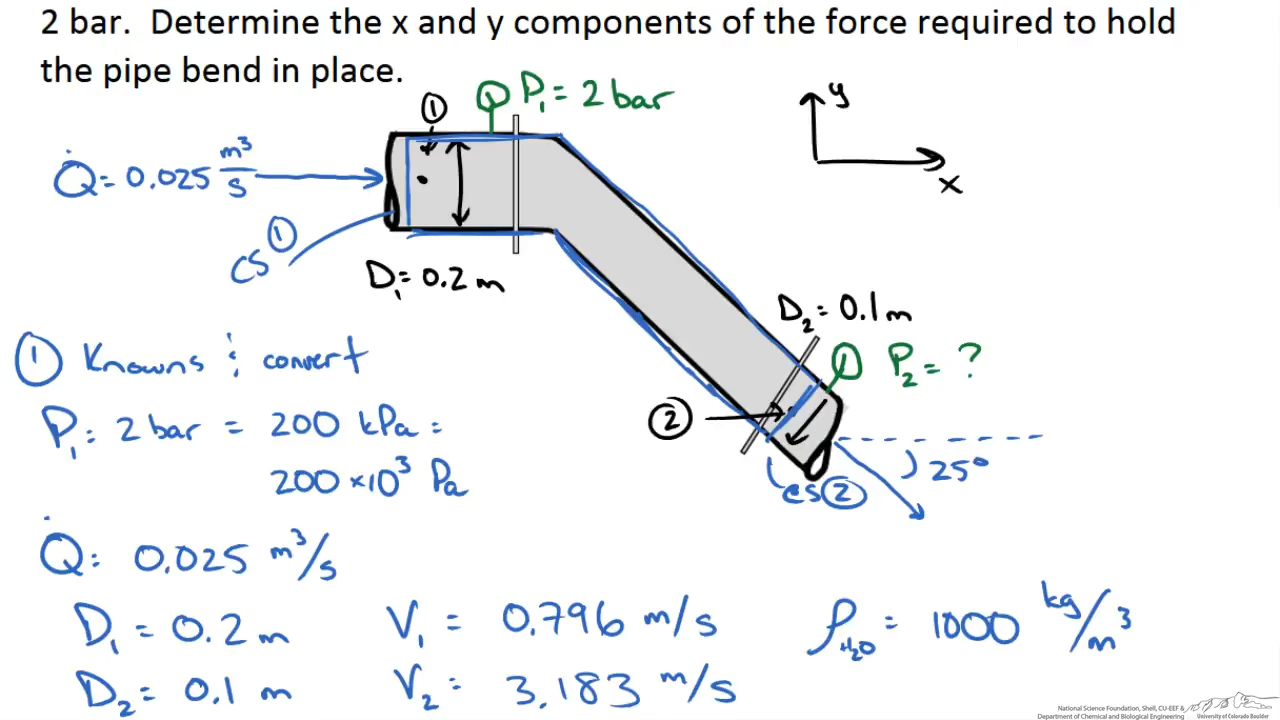 2 bar. Determine the x and y components of the force required to hold
the pipe bend in place.
① P₁ = 2 bar
y
x
Q̇ = 0.025 m³/s
CS ①
D₁ = 0.2 m
D₂ = 0.1 m
P₂ = ?
②
25°
CS ②
① Knowns & convert
P₁ = 2 bar = 200 kPa =
200 × 10³ Pa
Q̇ = 0.025 m³/s
D₁ = 0.2 m V₁ = 0.796 m/s ρH₂O = 1000 kg/m³
D₂ = 0.1 m V₂ = 3.183 m/s
National Science Foundation, Shell, CU-EEF &
Department of Chemical and Biological Engineering
University of Colorado Boulder